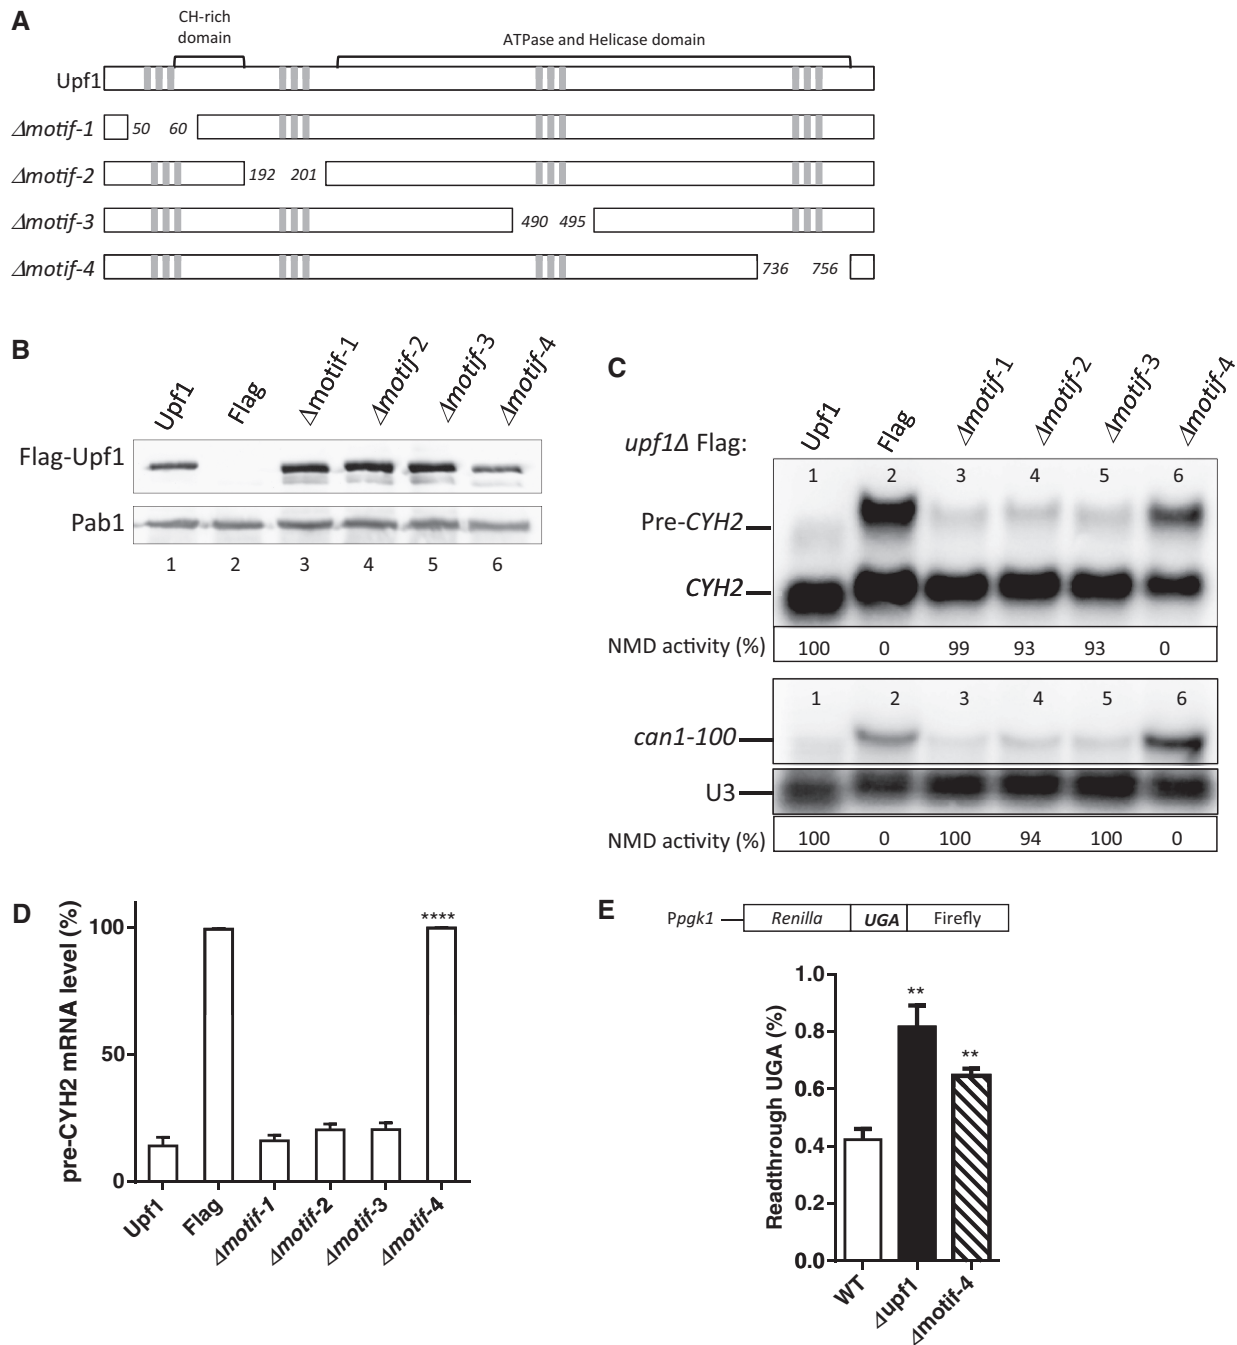 A
CH-rich
domain
ATPase and Helicase domain
Upf1
Δmotif-1 50 60
Δmotif-2 192 201
Δmotif-3 490 495
Δmotif-4 736 756
B
Upf1 Flag Δmotif-1 Δmotif-2 Δmotif-3 Δmotif-4
Flag-Upf1
Pab1
1 2 3 4 5 6
C
upf1Δ Flag: Upf1 Flag Δmotif-1 Δmotif-2 Δmotif-3 Δmotif-4
1 2 3 4 5 6
Pre-CYH2
CYH2
NMD activity (%) 100 0 99 93 93 0
1 2 3 4 5 6
can1-100
U3
NMD activity (%) 100 0 100 94 100 0
D
pre-CYH2 mRNA level (%)
100
50
0
****
Upf1 Flag Δmotif-1 Δmotif-2 Δmotif-3 Δmotif-4
E
Ppgk1 Renilla UGA Firefly
Readthrough UGA (%)
1.0
0.8
0.6
0.4
0.2
0.0
**
**
WT Δupf1 Δmotif-4